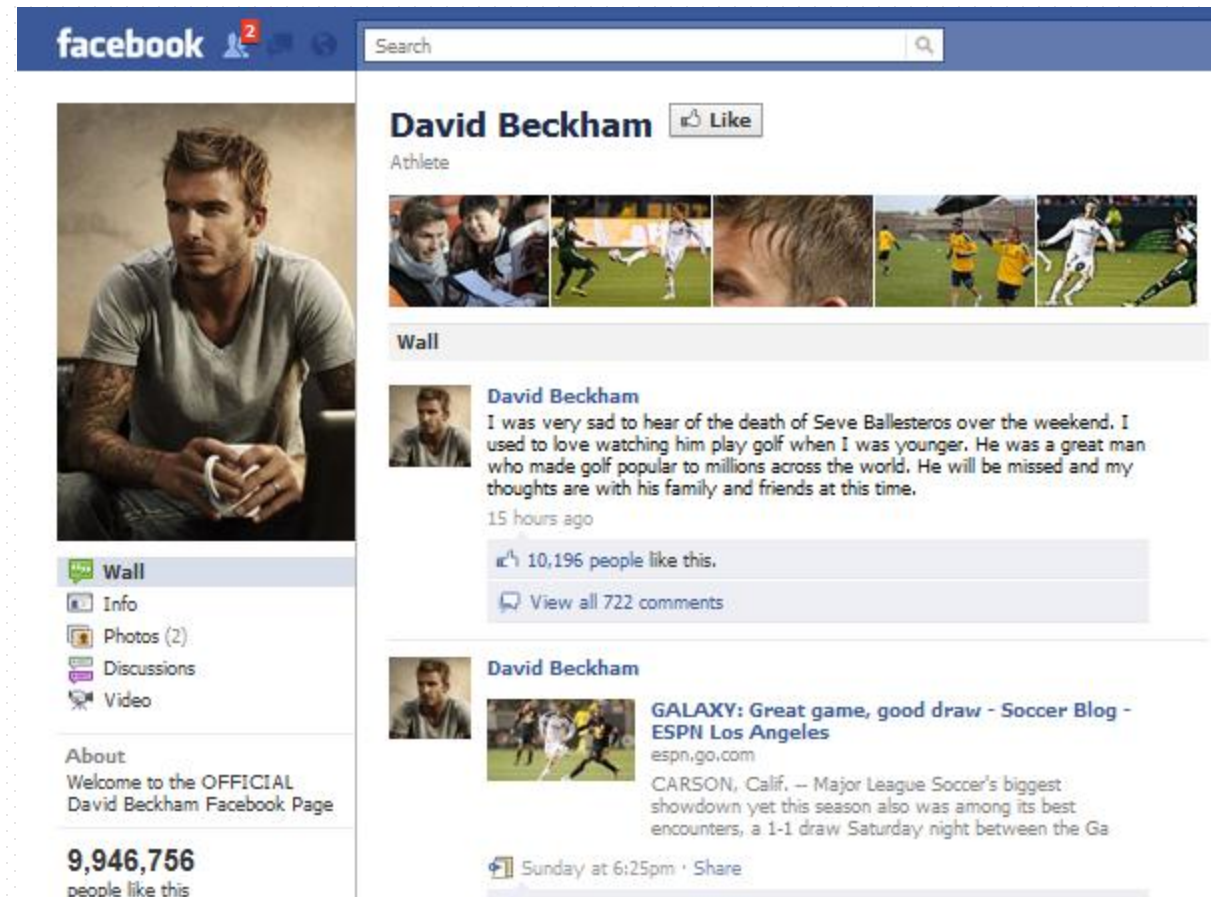 facebook 2
Search
David Beckham Like
Athlete
Wall
David Beckham
I was very sad to hear of the death of Seve Ballesteros over the weekend. I
used to love watching him play golf when I was younger. He was a great man
who made golf popular to millions across the world. He will be missed and my
thoughts are with his family and friends at this time.
15 hours ago
10,196 people like this.
View all 722 comments
David Beckham
GALAXY: Great game, good draw - Soccer Blog -
ESPN Los Angeles
espn.go.com
CARSON, Calif. -- Major League Soccer's biggest
showdown yet this season also was among its best
encounters, a 1-1 draw Saturday night between the Ga
Sunday at 6:25pm · Share
Wall
Info
Photos (2)
Discussions
Video
About
Welcome to the OFFICIAL
David Beckham Facebook Page
9,946,756
people like this